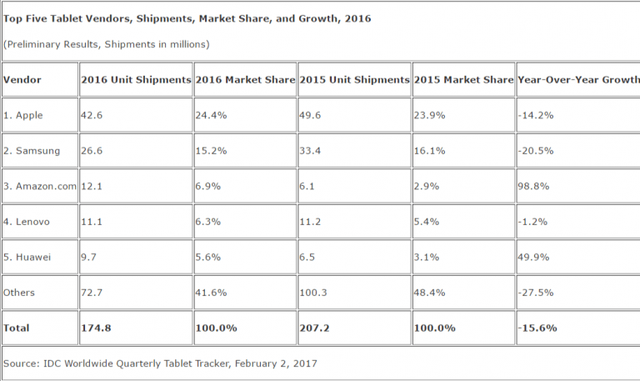 Top Five Tablet Vendors, Shipments, Market Share, and Growth, 2016
(Preliminary Results, Shipments in millions)
Vendor 2016 Unit Shipments 2016 Market Share 2015 Unit Shipments 2015 Market Share Year-Over-Year Growth
1. Apple 42.6 24.4% 49.6 23.9% -14.2%
2. Samsung 26.6 15.2% 33.4 16.1% -20.5%
3. Amazon.com 12.1 6.9% 6.1 2.9% 98.8%
4. Lenovo 11.1 6.3% 11.2 5.4% -1.2%
5. Huawei 9.7 5.6% 6.5 3.1% 49.9%
Others 72.7 41.6% 100.3 48.4% -27.5%
Total 174.8 100.0% 207.2 100.0% -15.6%
Source: IDC Worldwide Quarterly Tablet Tracker, February 2, 2017